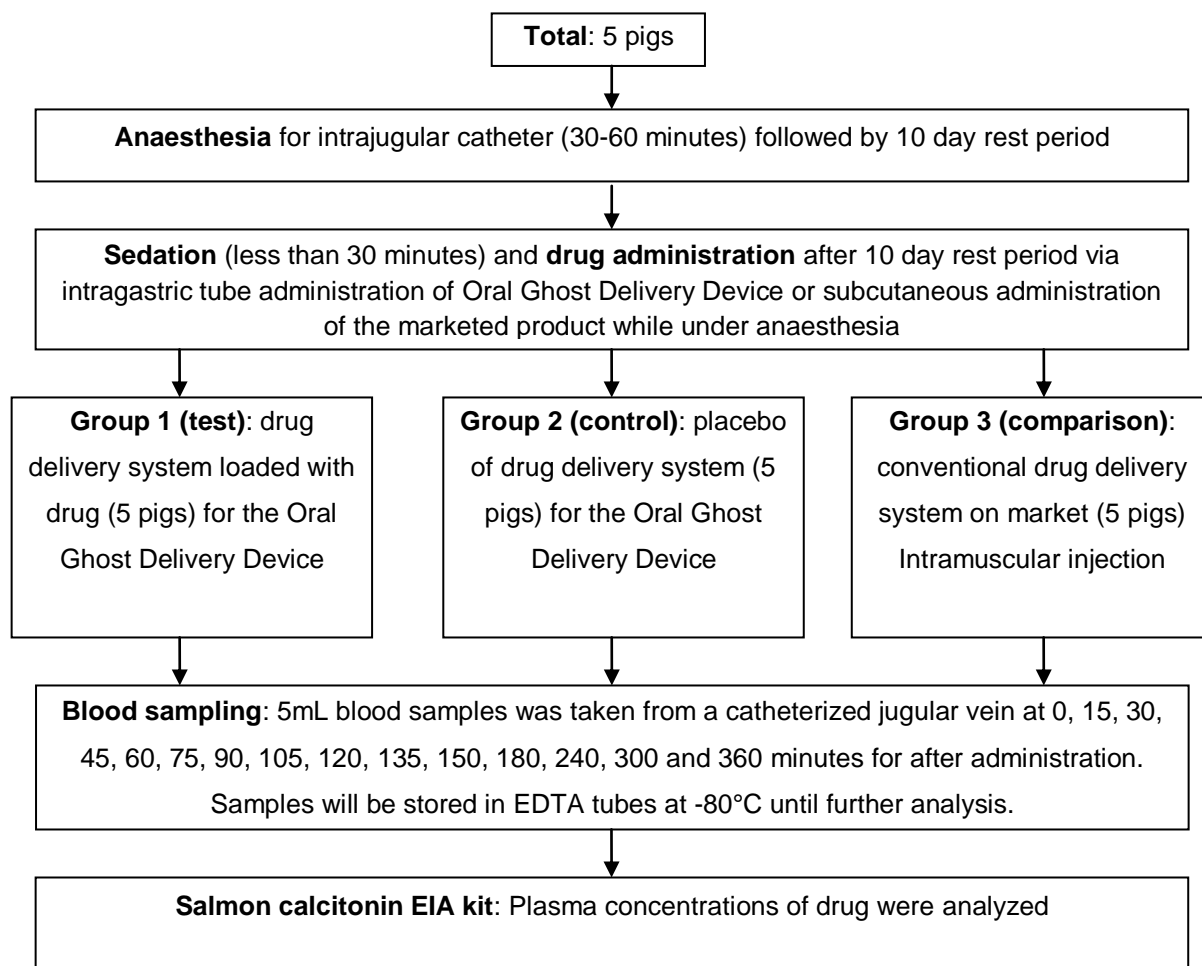 Total: 5 pigs
Anaesthesia for intrajugular catheter (30-60 minutes) followed by 10 day rest period
Sedation (less than 30 minutes) and drug administration after 10 day rest period via
intragastric tube administration of Oral Ghost Delivery Device or subcutaneous administration
of the marketed product while under anaesthesia
Group 1 (test): drug
delivery system loaded with
drug (5 pigs) for the Oral
Ghost Delivery Device
Group 2 (control): placebo
of drug delivery system (5
pigs) for the Oral Ghost
Delivery Device
Group 3 (comparison):
conventional drug delivery
system on market (5 pigs)
Intramuscular injection
Blood sampling: 5mL blood samples was taken from a catheterized jugular vein at 0, 15, 30,
45, 60, 75, 90, 105, 120, 135, 150, 180, 240, 300 and 360 minutes for after administration.
Samples will be stored in EDTA tubes at -80°C until further analysis.
Salmon calcitonin EIA kit: Plasma concentrations of drug were analyzed